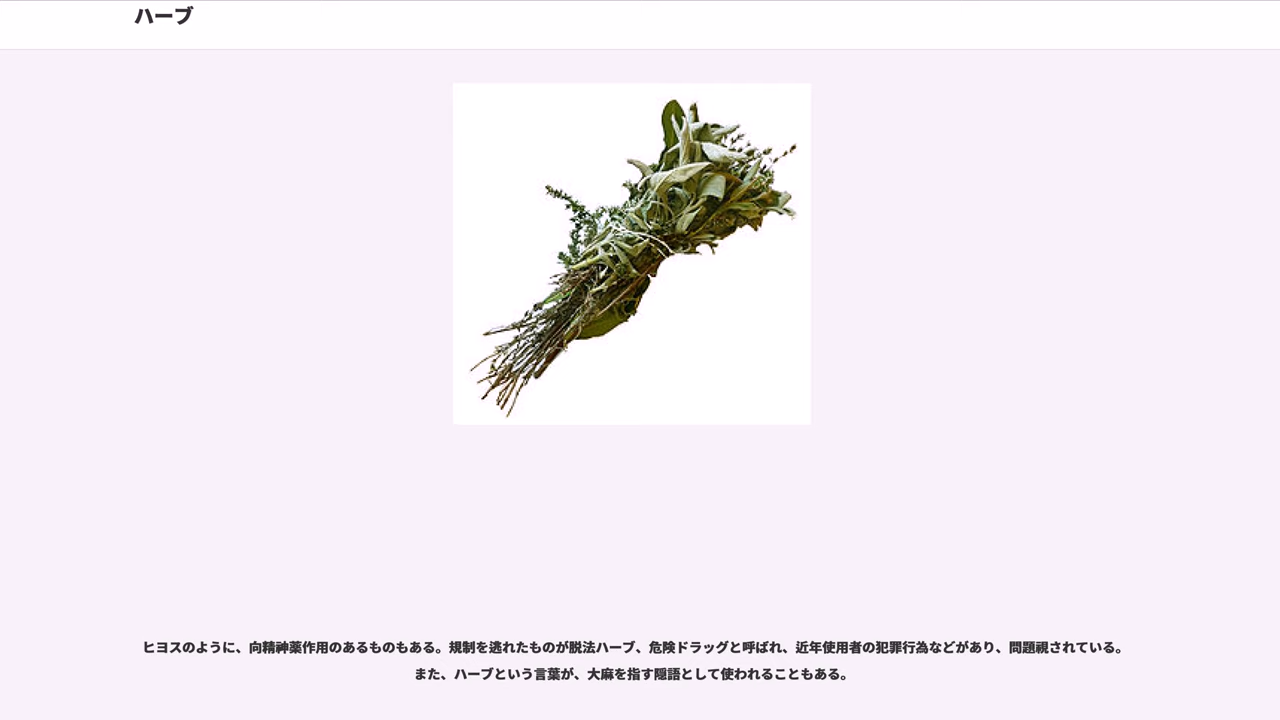 ハーブ
ヒヨスのように、向精神薬作用のあるものもある。規制を逃れたものが脱法ハーブ、危険ドラッグと呼ばれ、近年使用者の犯罪行為などがあり、問題視されている。
また、ハーブという言葉が、大麻を指す隠語として使われることもある。